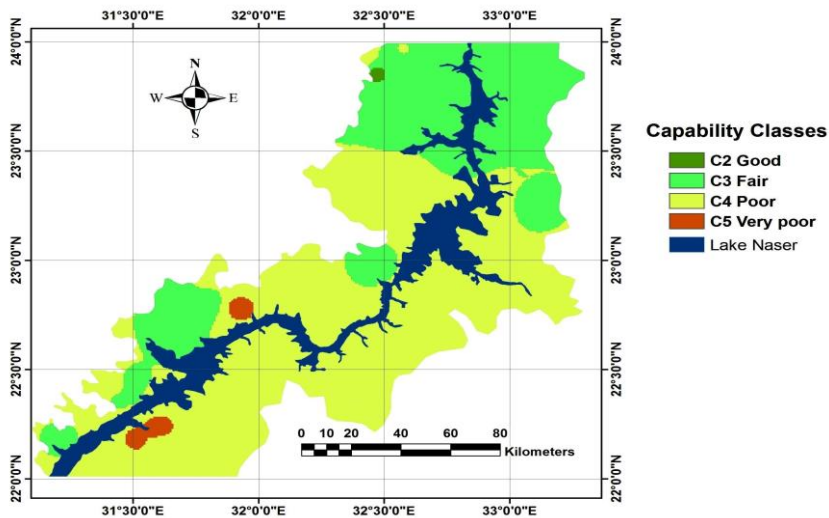 31°30'0"E 32°0'0"E 32°30'0"E 33°0'0"E
24°0'0"N 24°0'0"N
N
W E
S
23°30'0"N 23°30'0"N
Capability Classes
C2 Good
C3 Fair
C4 Poor
C5 Very poor
Lake Naser
23°0'0"N 23°0'0"N
22°30'0"N 22°30'0"N
0 10 20 40 60 80
Kilometers
22°0'0"N 22°0'0"N
31°30'0"E 32°0'0"E 32°30'0"E 33°0'0"E